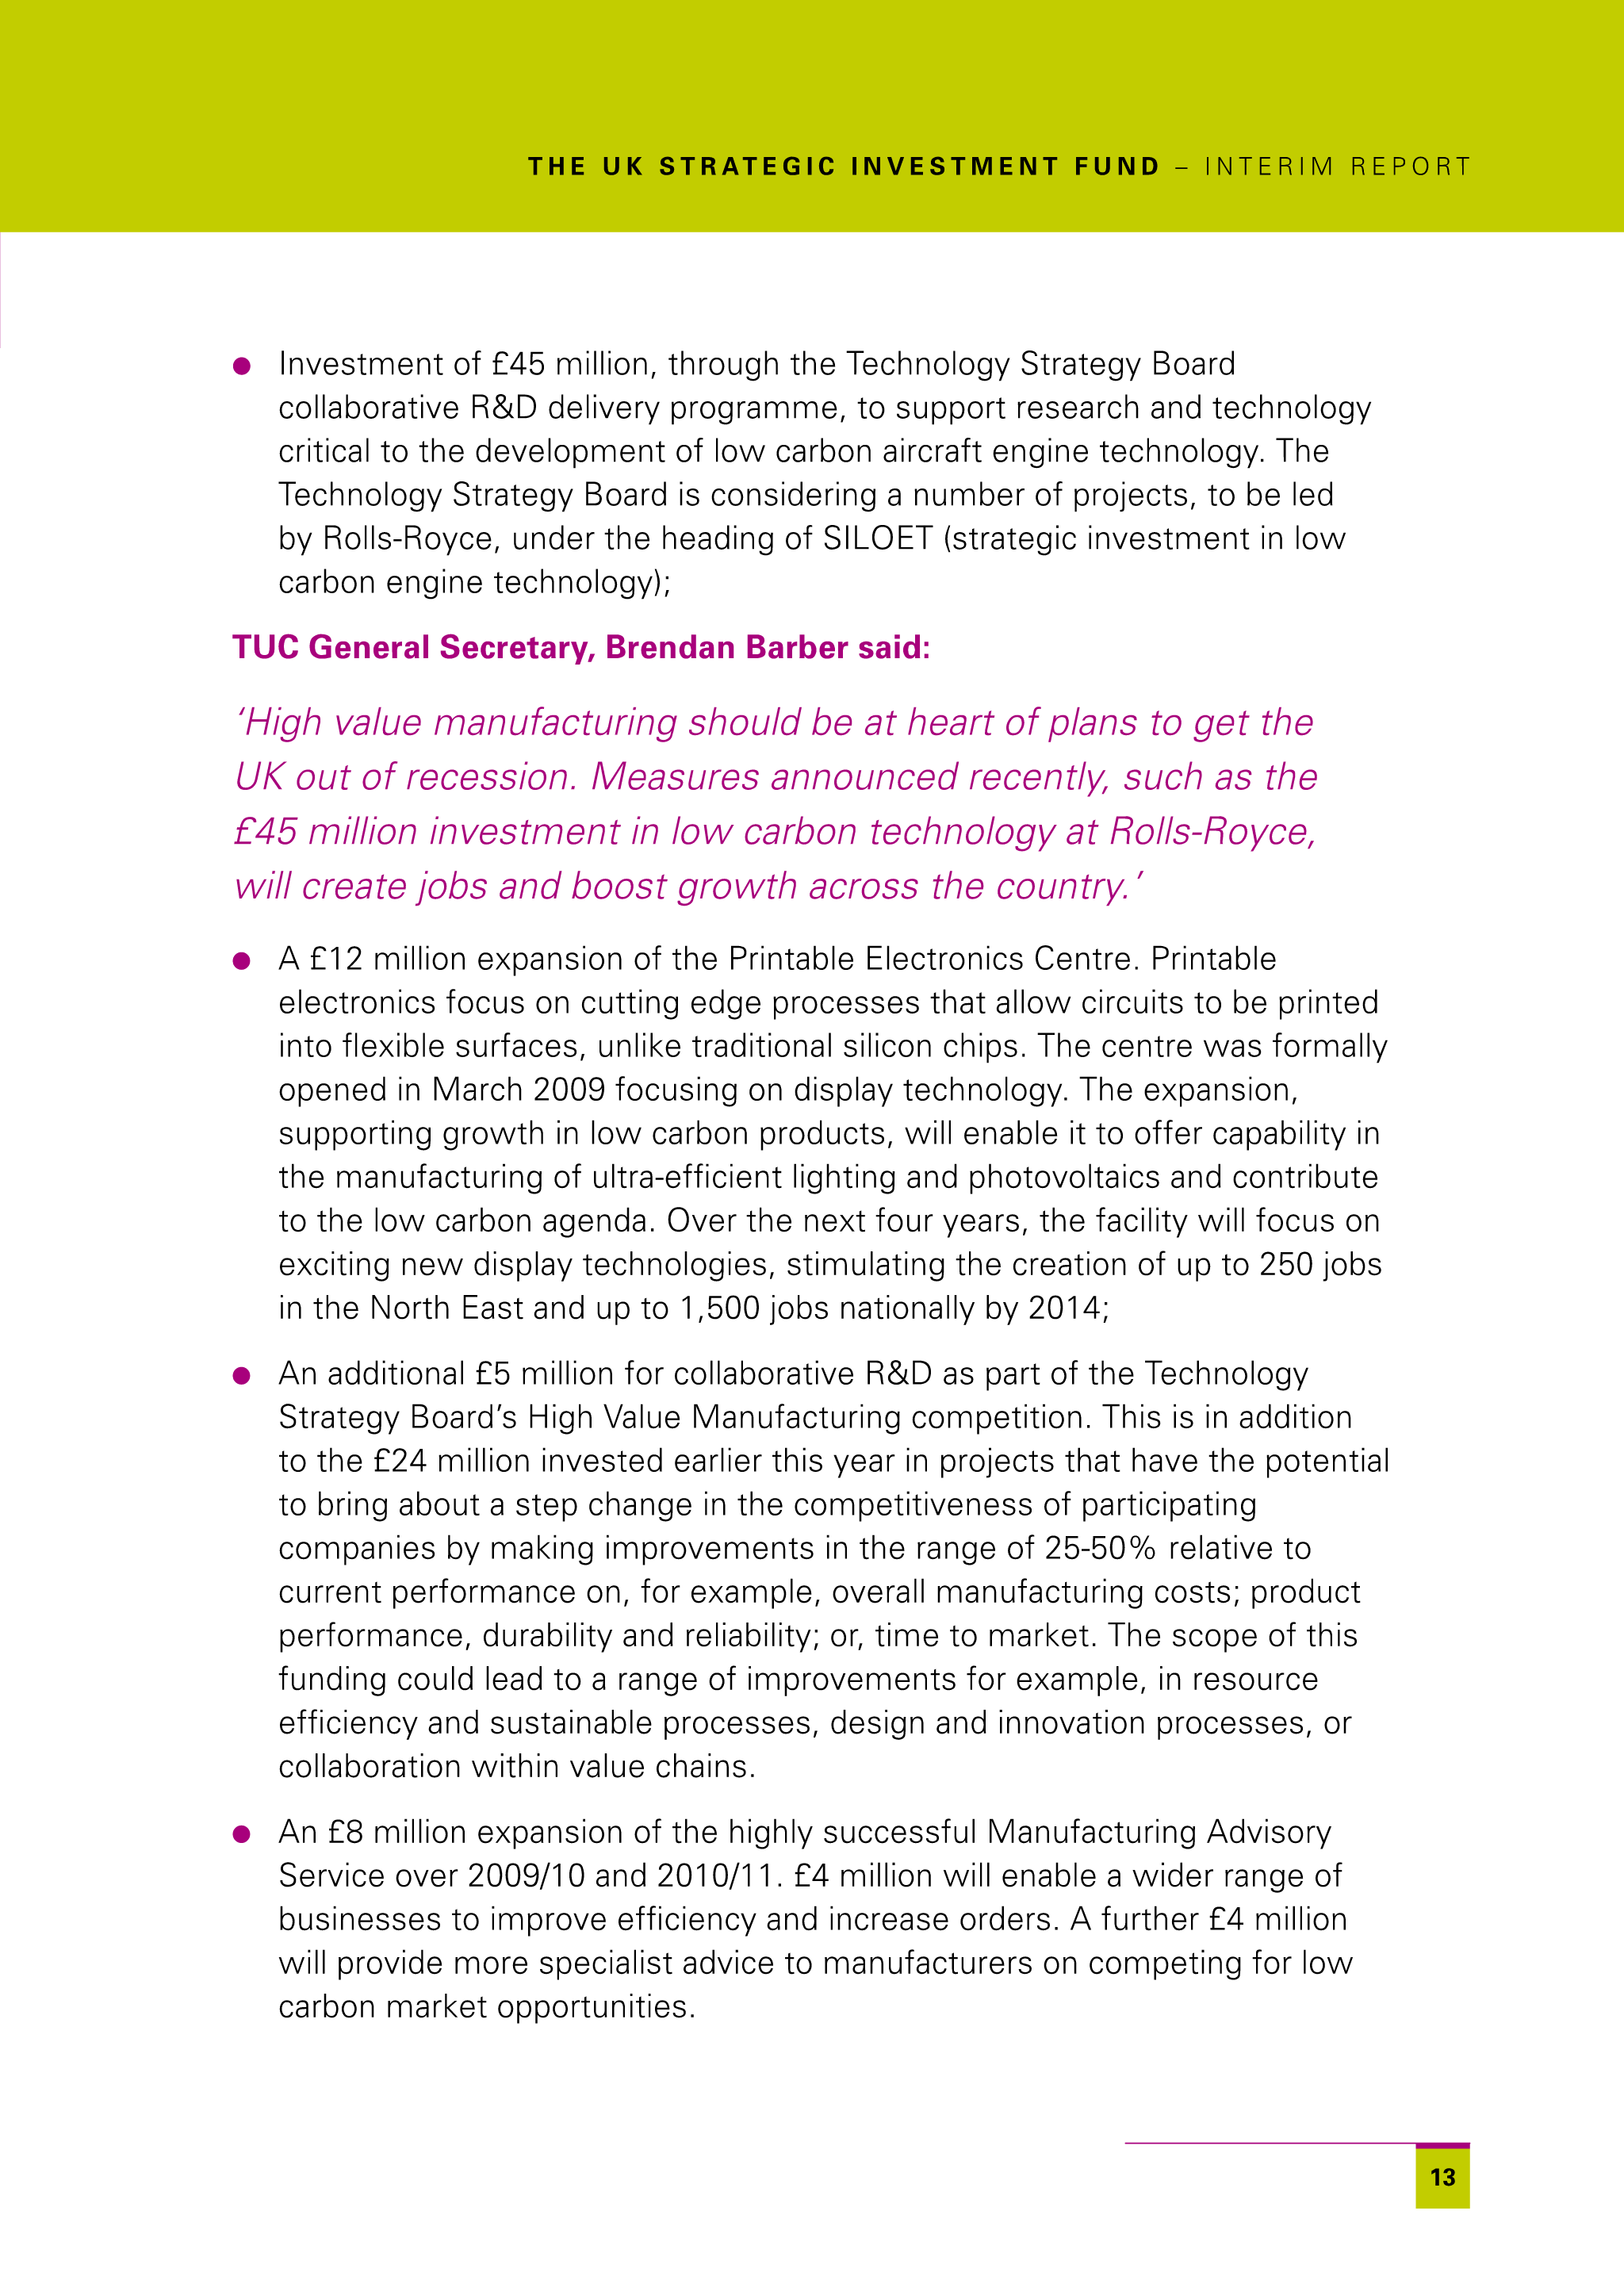 THE UK STRATEGIC INVESTMENT FUND – INTERIM REPORT
● Investment of £45 million, through the Technology Strategy Board
collaborative R&D delivery programme, to support research and technology
critical to the development of low carbon aircraft engine technology. The
Technology Strategy Board is considering a number of projects, to be led
by Rolls-Royce, under the heading of SILOET (strategic investment in low
carbon engine technology);
TUC General Secretary, Brendan Barber said:
‘High value manufacturing should be at heart of plans to get the
UK out of recession. Measures announced recently, such as the
£45 million investment in low carbon technology at Rolls-Royce,
will create jobs and boost growth across the country.’
● A £12 million expansion of the Printable Electronics Centre. Printable
electronics focus on cutting edge processes that allow circuits to be printed
into flexible surfaces, unlike traditional silicon chips. The centre was formally
opened in March 2009 focusing on display technology. The expansion,
supporting growth in low carbon products, will enable it to offer capability in
the manufacturing of ultra-efficient lighting and photovoltaics and contribute
to the low carbon agenda. Over the next four years, the facility will focus on
exciting new display technologies, stimulating the creation of up to 250 jobs
in the North East and up to 1,500 jobs nationally by 2014;
● An additional £5 million for collaborative R&D as part of the Technology
Strategy Board’s High Value Manufacturing competition. This is in addition
to the £24 million invested earlier this year in projects that have the potential
to bring about a step change in the competitiveness of participating
companies by making improvements in the range of 25-50% relative to
current performance on, for example, overall manufacturing costs; product
performance, durability and reliability; or, time to market. The scope of this
funding could lead to a range of improvements for example, in resource
efficiency and sustainable processes, design and innovation processes, or
collaboration within value chains.
● An £8 million expansion of the highly successful Manufacturing Advisory
Service over 2009/10 and 2010/11. £4 million will enable a wider range of
businesses to improve efficiency and increase orders. A further £4 million
will provide more specialist advice to manufacturers on competing for low
carbon market opportunities.
13